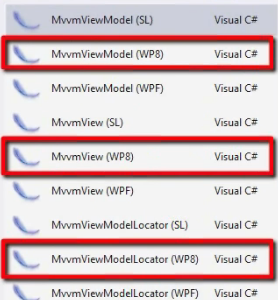 MvvmViewModel (SL) Visual C#
MvvmViewModel (WP8) Visual C#
MvvmViewModel (WPF) Visual C#
MvvmView (SL) Visual C#
MvvmView (WP8) Visual C#
MvvmView (WPF) Visual C#
MvvmViewModelLocator (SL) Visual C#
MvvmViewModelLocator (WP8) Visual C#
MvvmViewModelLocator (WPF) Visual C#